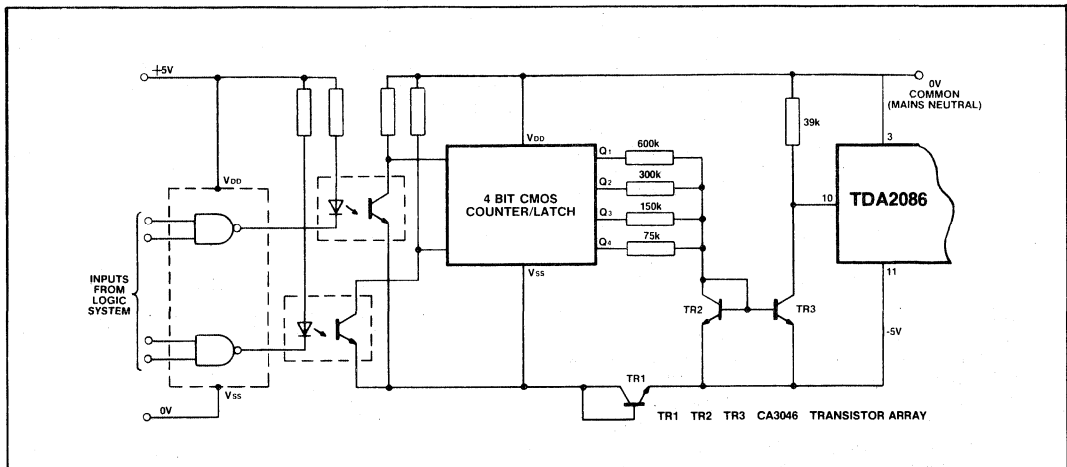 +5V
0V
COMMON
(MAINS NEUTRAL)
39k
3
VDD
Q1
600k
VDD
Q2
300k
4 BIT CMOS
COUNTER/LATCH
10
TDA2086
Q3
150k
Q4
75k
INPUTS
FROM
LOGIC
SYSTEM
VSS
11
TR2
TR3
-5V
TR1
VSS
0V
TR1 TR2 TR3 CA3046 TRANSISTOR ARRAY